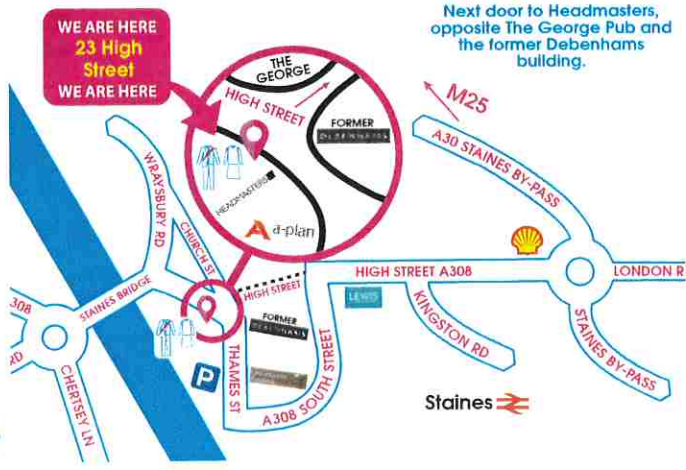 WE ARE HERE
23 High
Street
WE ARE HERE
Next door to Headmasters,
opposite The George Pub and
the former Debenhams
building.
THE
GEORGE
HIGH STREET
FORMER
DEBENHAMS
HEADMASTERS
A a-plan
M25
A30 STAINES BY-PASS
WRAYSBURY RD
CHURCH ST
STAINES BRIDGE
HIGH STREET
HIGH STREET A308
LONDON R
LEWIS
KINGSTON RD
STAINES BY-PASS
308
RD
CHERTSEY LN
P
FORMER
DEBENHAMS
THAMES ST
A308 SOUTH STREET
Staines